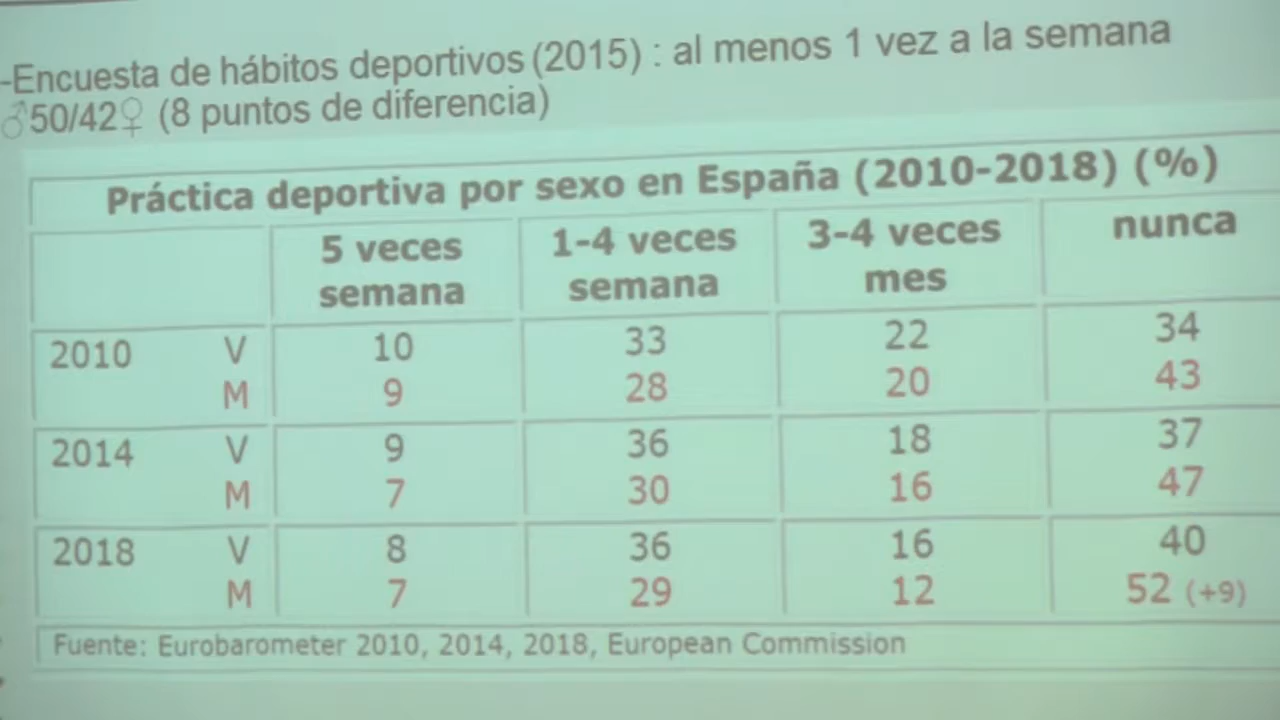 -Encuesta de hábitos deportivos (2015) : al menos 1 vez a la semana
♂50/42♀ (8 puntos de diferencia)
Práctica deportiva por sexo en España (2010-2018) (%)
5 veces semana 1-4 veces semana 3-4 veces mes nunca
2010 V 10 33 22 34
M 9 28 20 43
2014 V 9 36 18 37
M 7 30 16 47
2018 V 8 36 16 40
M 7 29 12 52 (+9)
Fuente: Eurobarometer 2010, 2014, 2018, European Commission